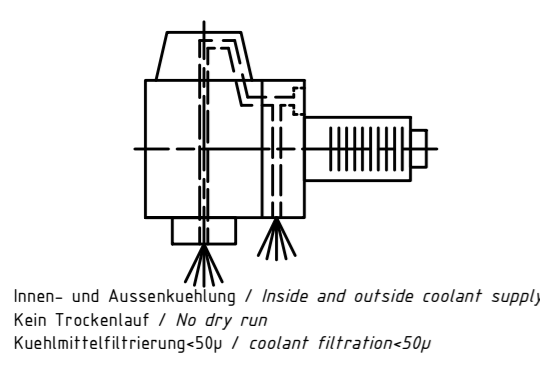 Innen- und Aussenkuehlung / Inside and outside coolant supply
Kein Trockenlauf / No dry run
Kuehlmittelfiltrierung<50µ / coolant filtration<50µ